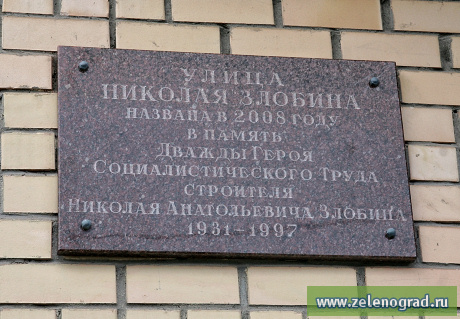 УЛИЦА
НИКОЛАЯ ЗЛОБИНА
НАЗВАНА В 2008 ГОДУ
В ПАМЯТЬ
ДВАЖДЫ ГЕРОЯ
СОЦИАЛИСТИЧЕСКОГО ТРУДА
СТРОИТЕЛЯ
НИКОЛАЯ АНАТОЛЬЕВИЧА ЗЛОБИНА
1931-1997
www.zelenograd.ru